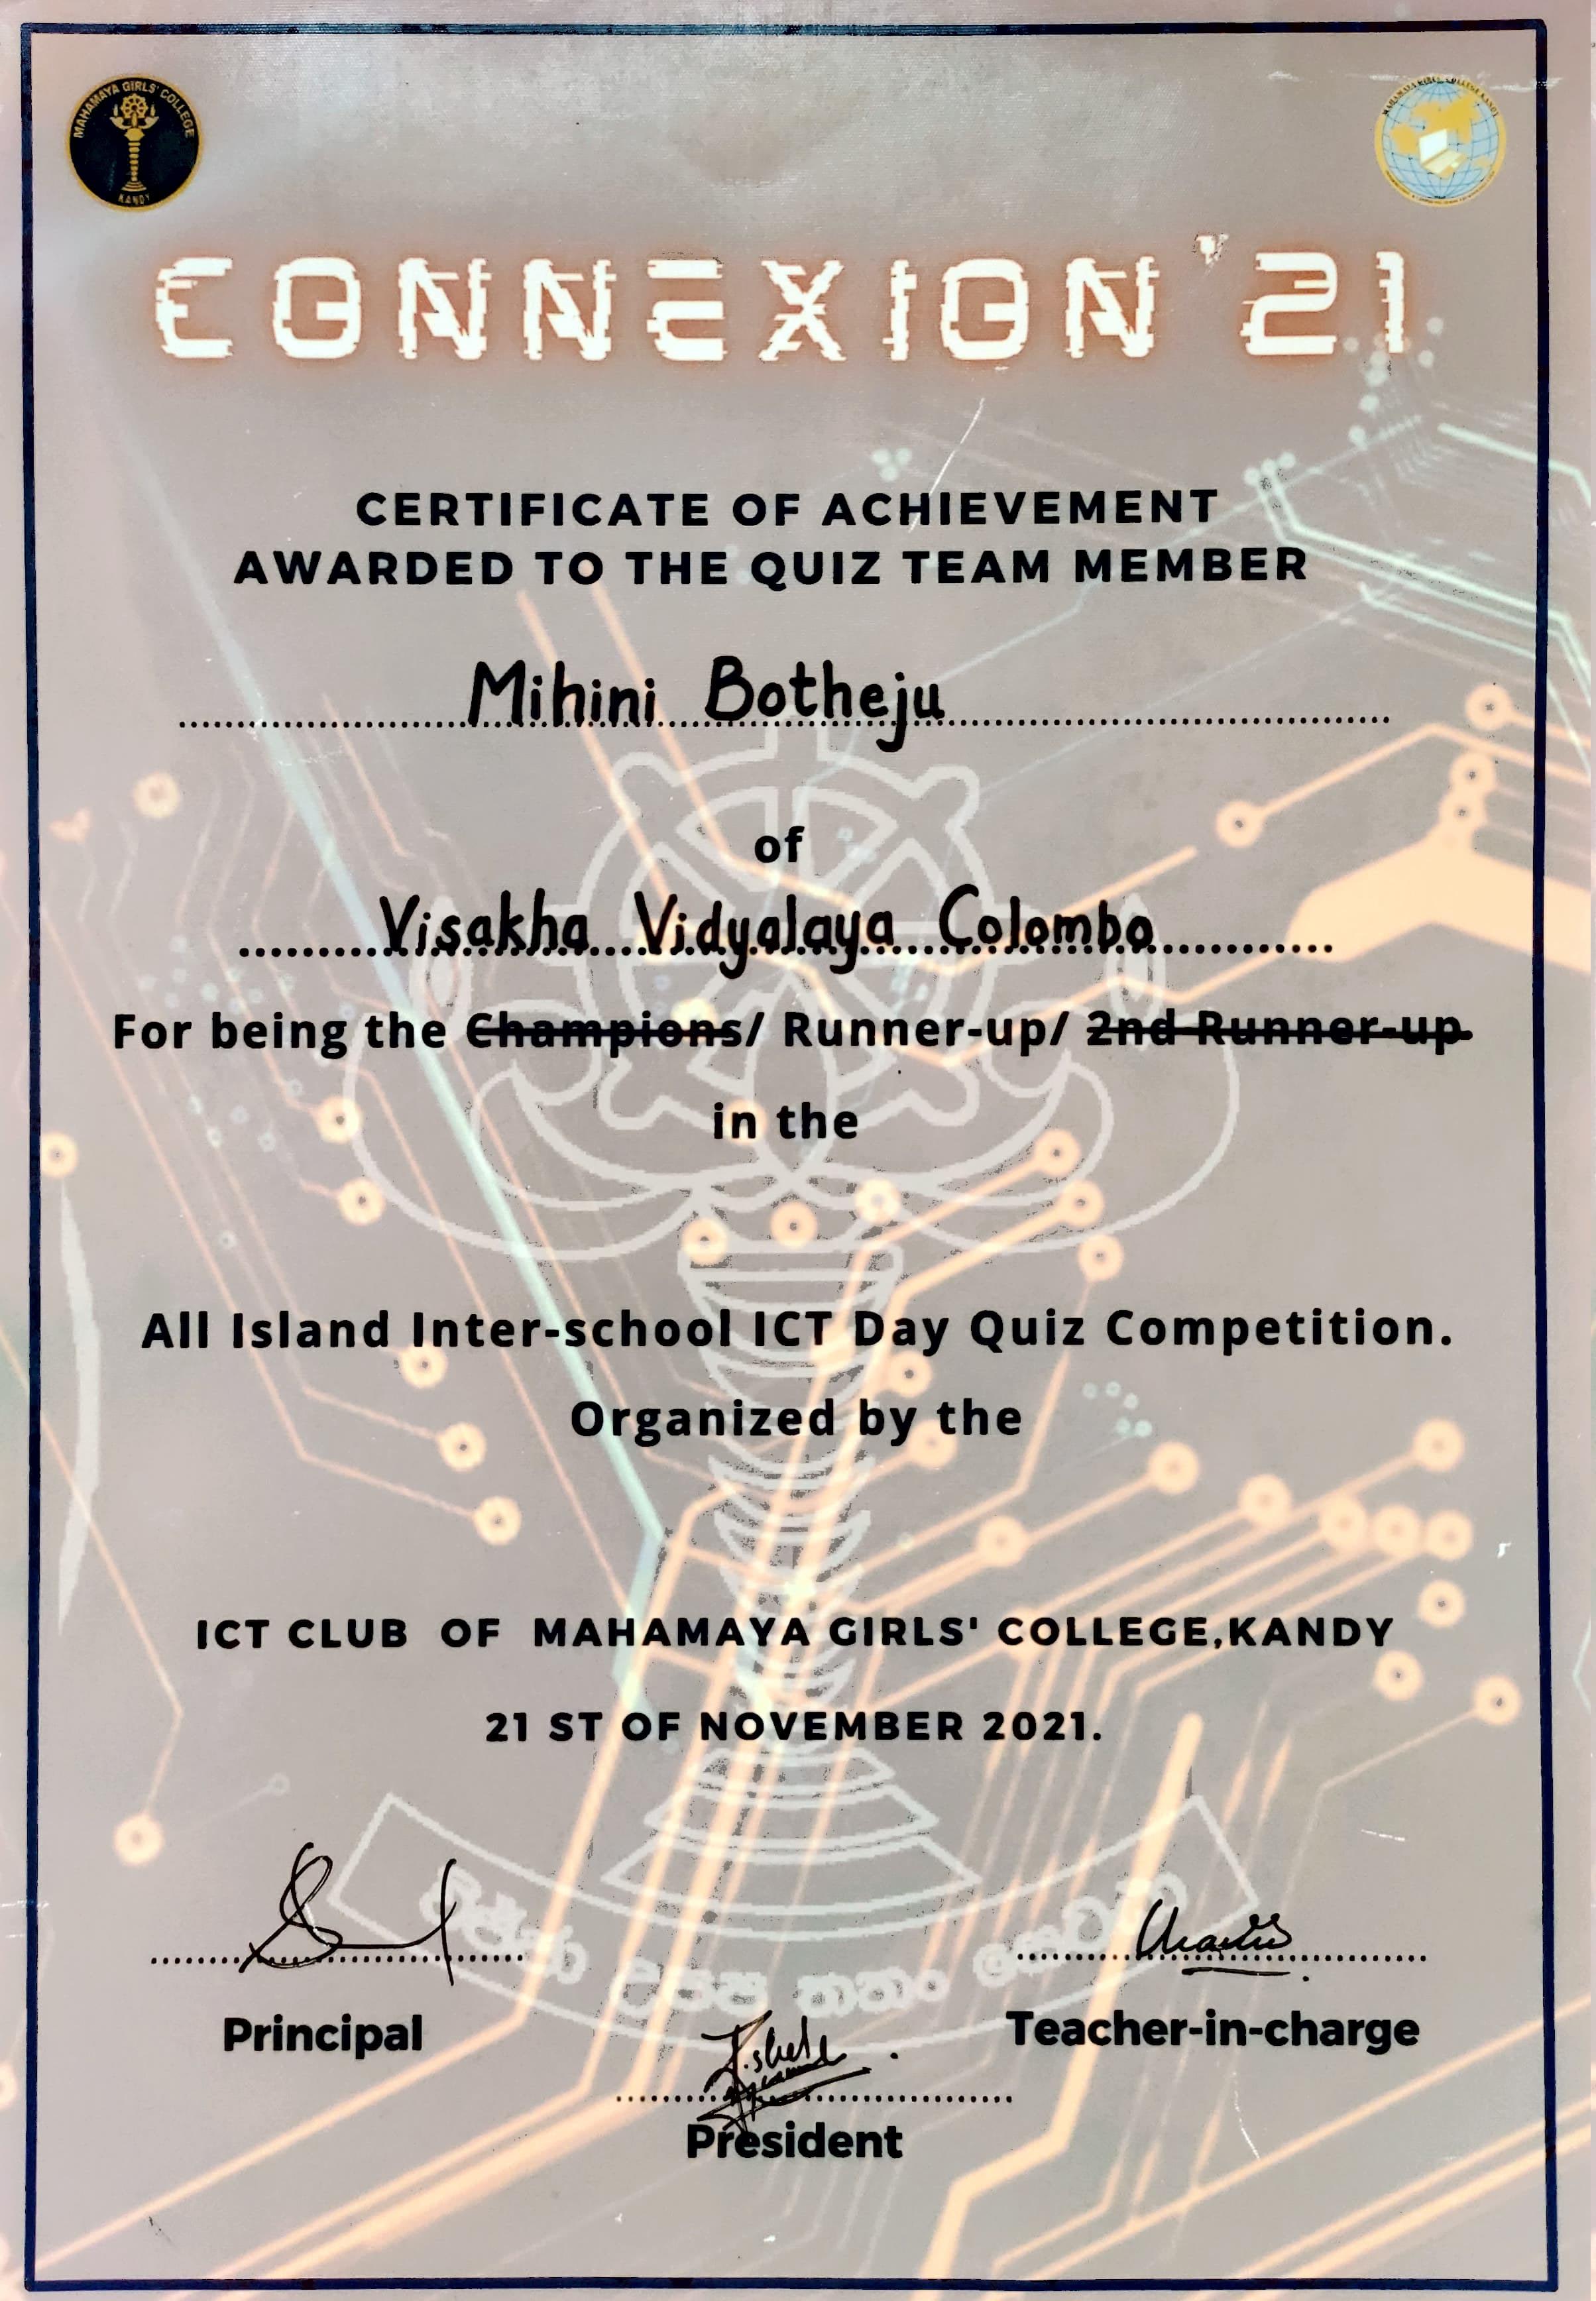 MAHAMAYA GIRLS' COLLEGE
KANDY
CONNEXION '21
CERTIFICATE OF ACHIEVEMENT
AWARDED TO THE QUIZ TEAM MEMBER
Mihini Botheju
of
Visakha Vidyalaya Colombo
For being the Champions/ Runner-up/ 2nd Runner-up
in the
All Island Inter-school ICT Day Quiz Competition.
Organized by the
ICT CLUB OF MAHAMAYA GIRLS' COLLEGE,KANDY
21 ST OF NOVEMBER 2021.
Principal
Teacher-in-charge
President